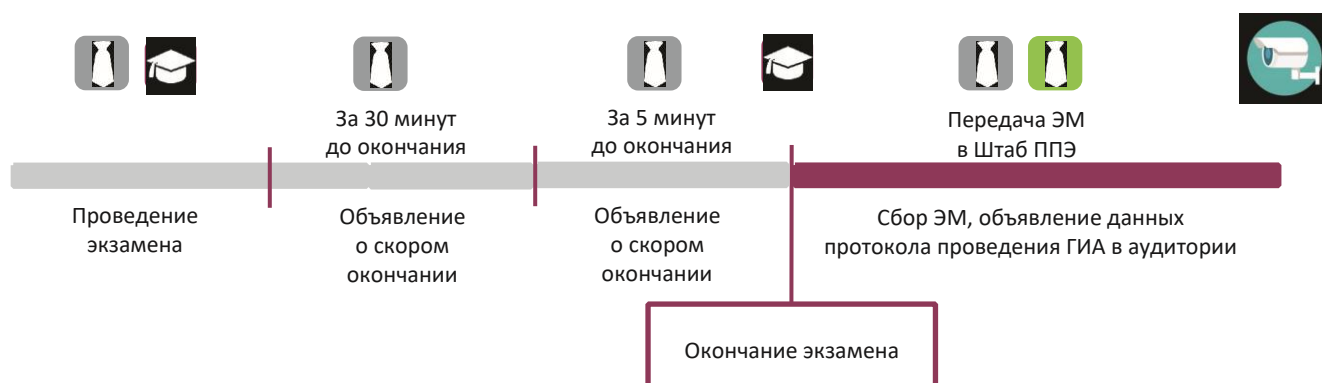 За 30 минут
до окончания
За 5 минут
до окончания
Передача ЭМ
в Штаб ППЭ
Проведение
экзамена
Объявление
о скором
окончании
Объявление
о скором
окончании
Сбор ЭМ, объявление данных
протокола проведения ГИА в аудитории
Окончание экзамена